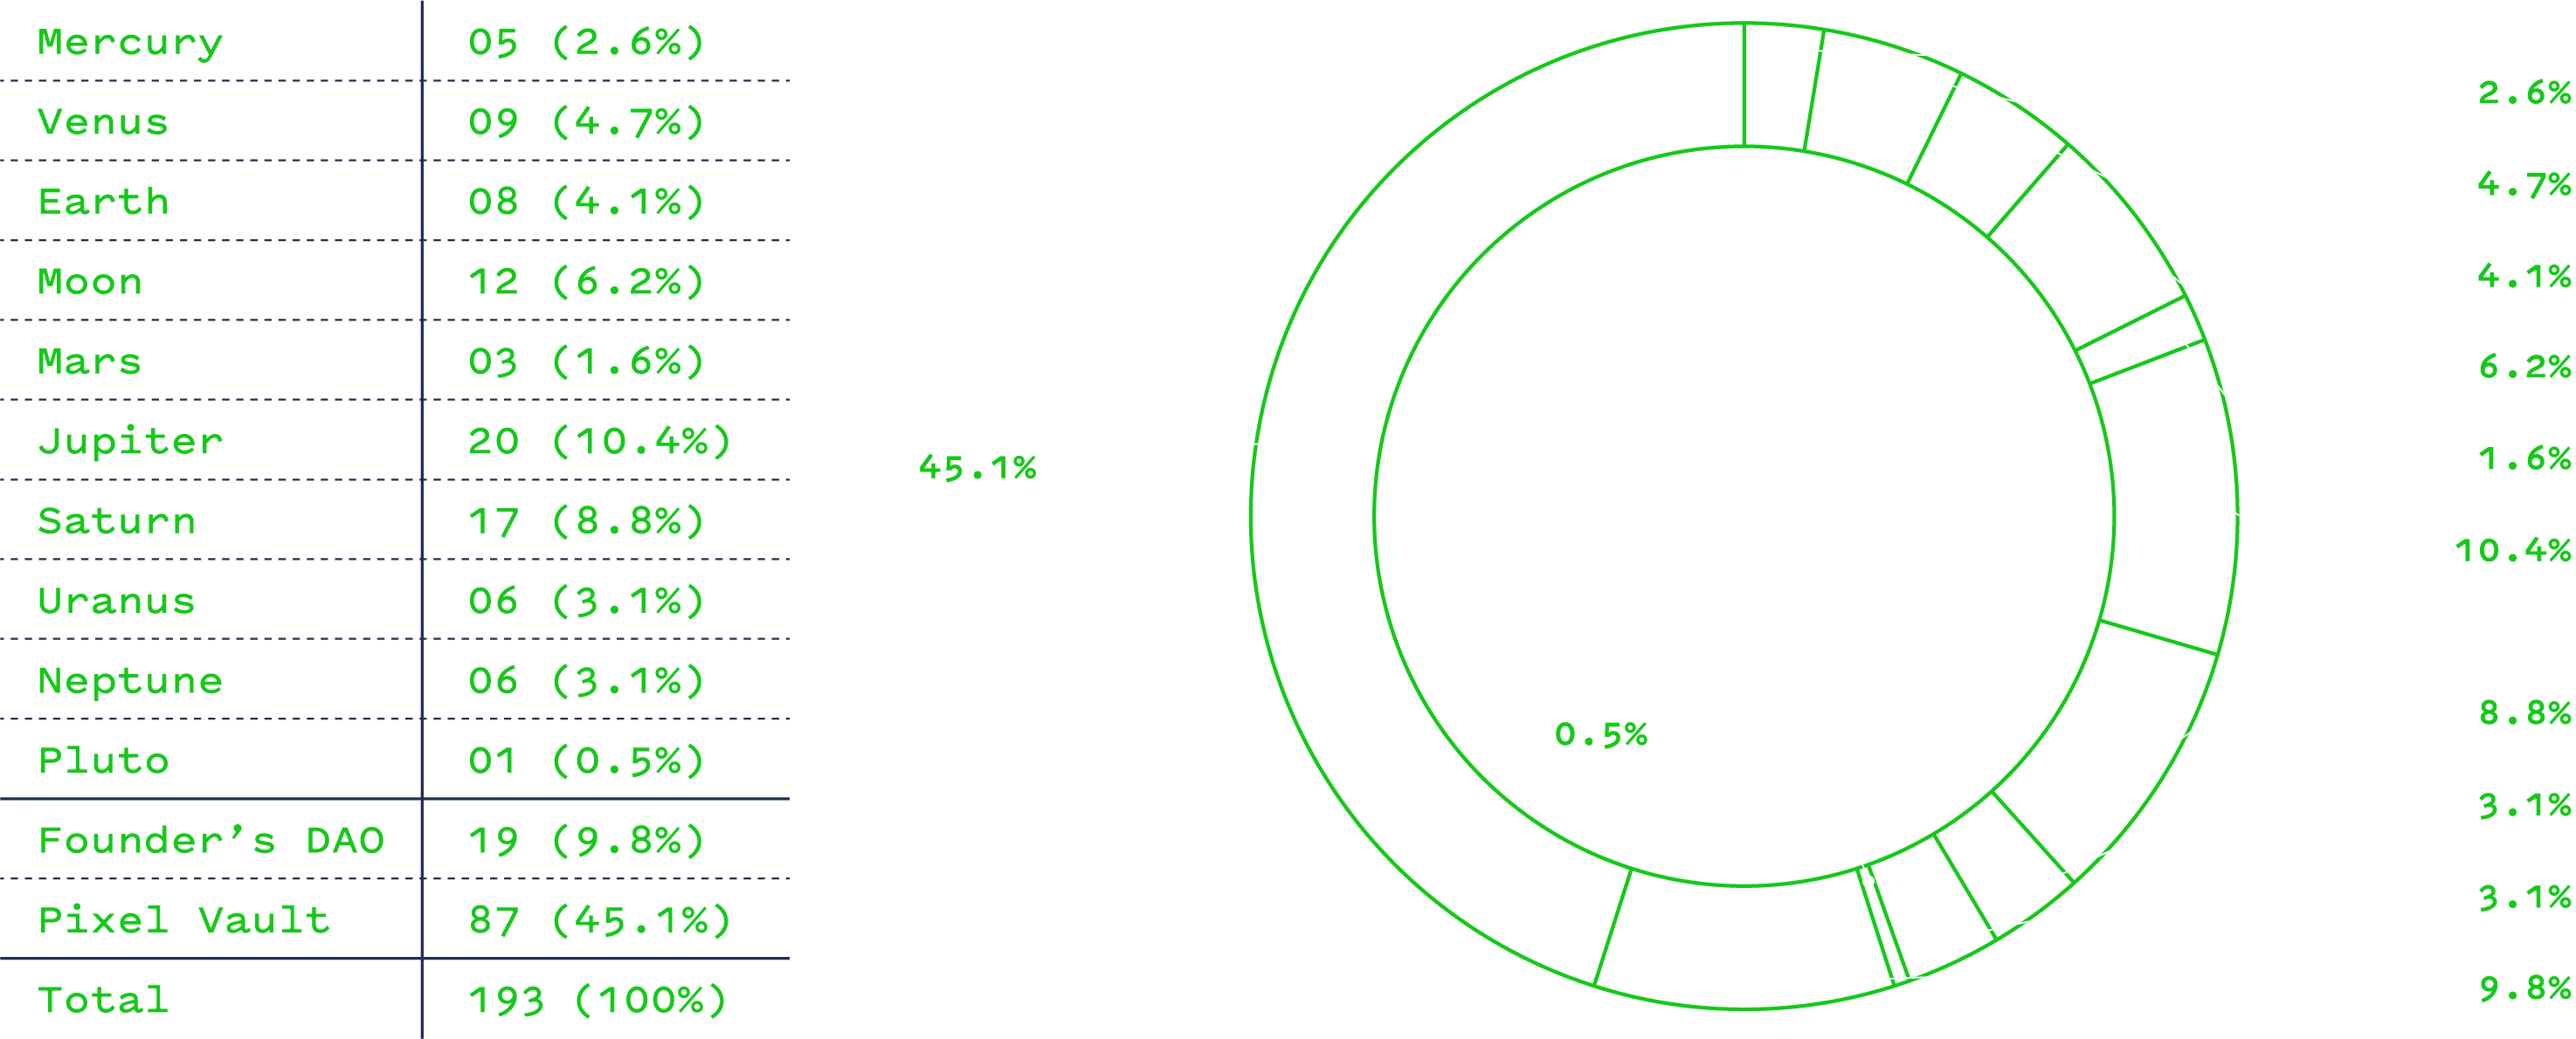 Mercury 05 (2.6%)
Venus 09 (4.7%)
Earth 08 (4.1%)
Moon 12 (6.2%)
Mars 03 (1.6%)
Jupiter 20 (10.4%)
Saturn 17 (8.8%)
Uranus 06 (3.1%)
Neptune 06 (3.1%)
Pluto 01 (0.5%)
Founder’s DAO 19 (9.8%)
Pixel Vault 87 (45.1%)
Total 193 (100%)
45.1%
0.5%
2.6%
4.7%
4.1%
6.2%
1.6%
10.4%
8.8%
3.1%
3.1%
9.8%